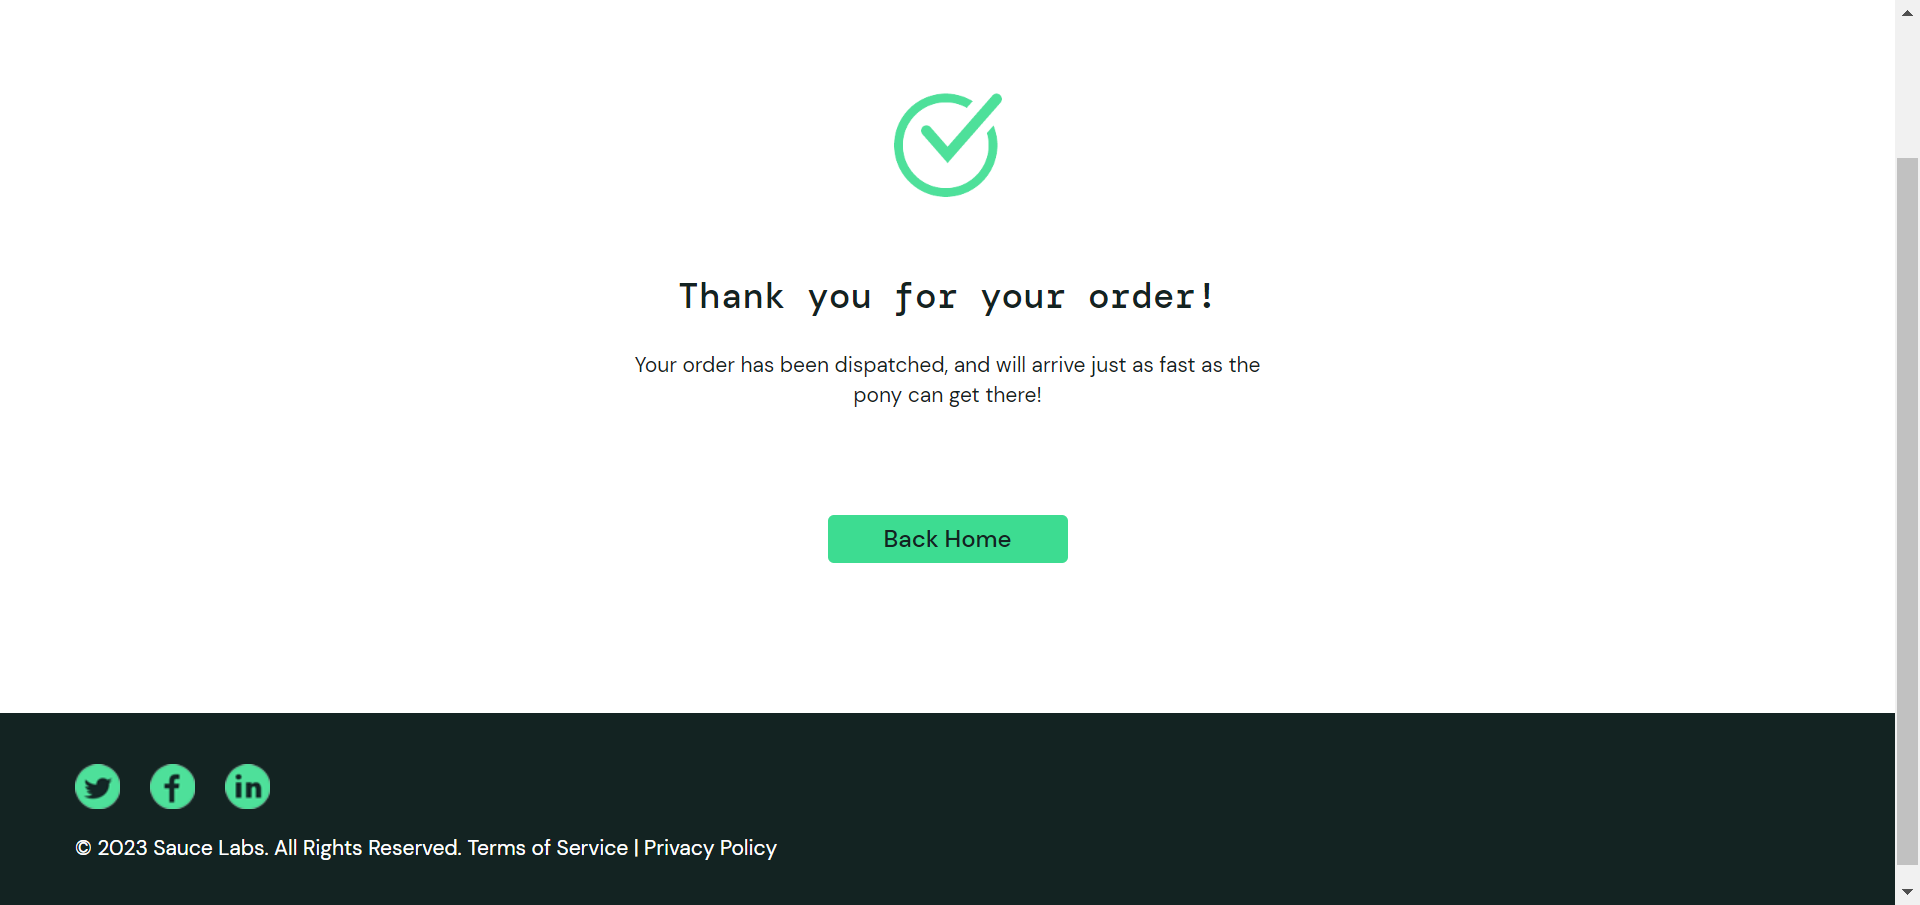 Thank you for your order!
Your order has been dispatched, and will arrive just as fast as the
pony can get there!
Back Home
© 2023 Sauce Labs. All Rights Reserved. Terms of Service | Privacy Policy